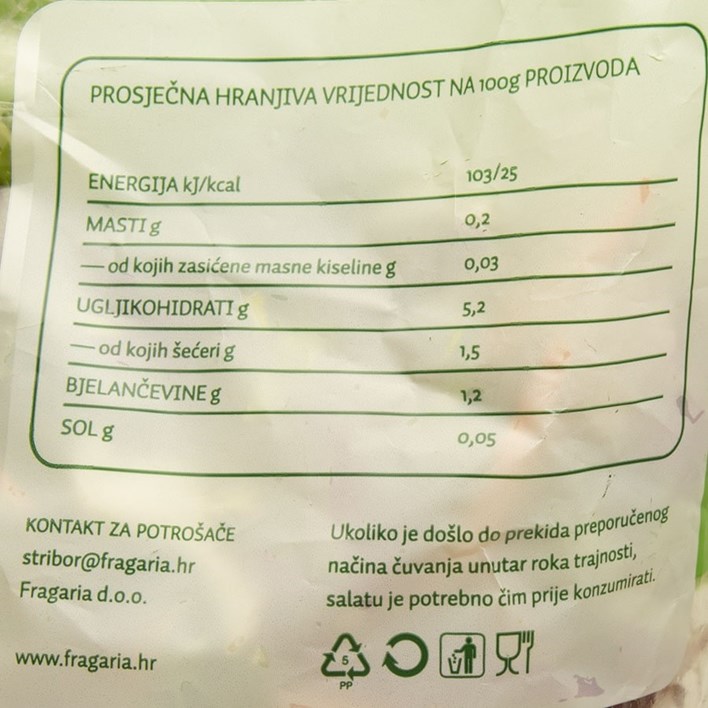 PROSJEČNA HRANJIVA VRIJEDNOST NA 100g PROIZVODA
ENERGIJA kJ/kcal 103/25
MASTI g 0,2
— od kojih zasićene masne kiseline g 0,03
UGLJIKOHIDRATI g 5,2
— od kojih šećeri g 1,5
BJELANČEVINE g 1,2
SOL g 0,05
KONTAKT ZA POTROŠAČE
stribor@fragaria.hr
Fragaria d.o.o.
www.fragaria.hr
Ukoliko je došlo do prekida preporučenog
načina čuvanja unutar roka trajnosti,
salatu je potrebno čim prije konzumirati.
5
PP